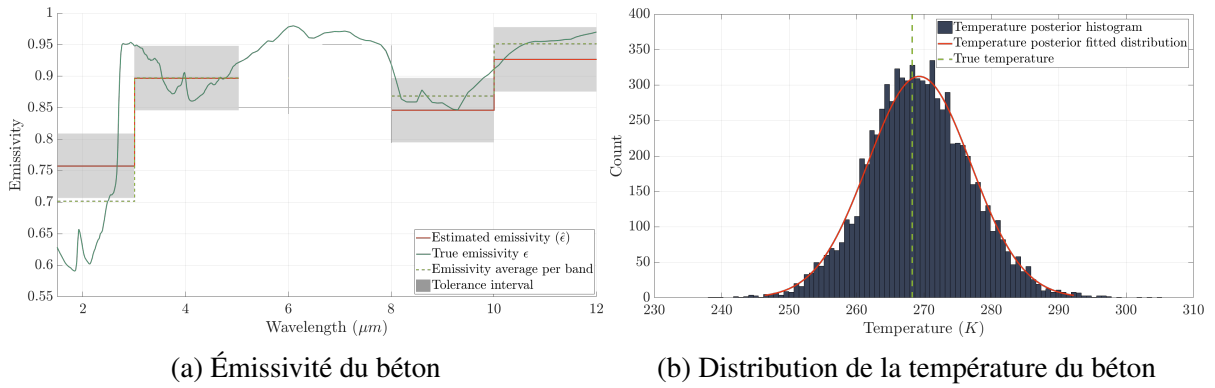 1
0.95
0.9
0.85
0.8
0.75
0.7
0.65
0.6
0.55
Emissivity
2 4 6 8 10 12
Wavelength (μm)
Estimated emissivity (ε̂)
True emissivity ϵ
Emissivity average per band
Tolerance interval
(a) Émissivité du béton
400
350
300
250
200
150
100
50
0
Count
230 240 250 260 270 280 290 300 310
Temperature (K)
Temperature posterior histogram
Temperature posterior fitted distribution
True temperature
(b) Distribution de la température du béton